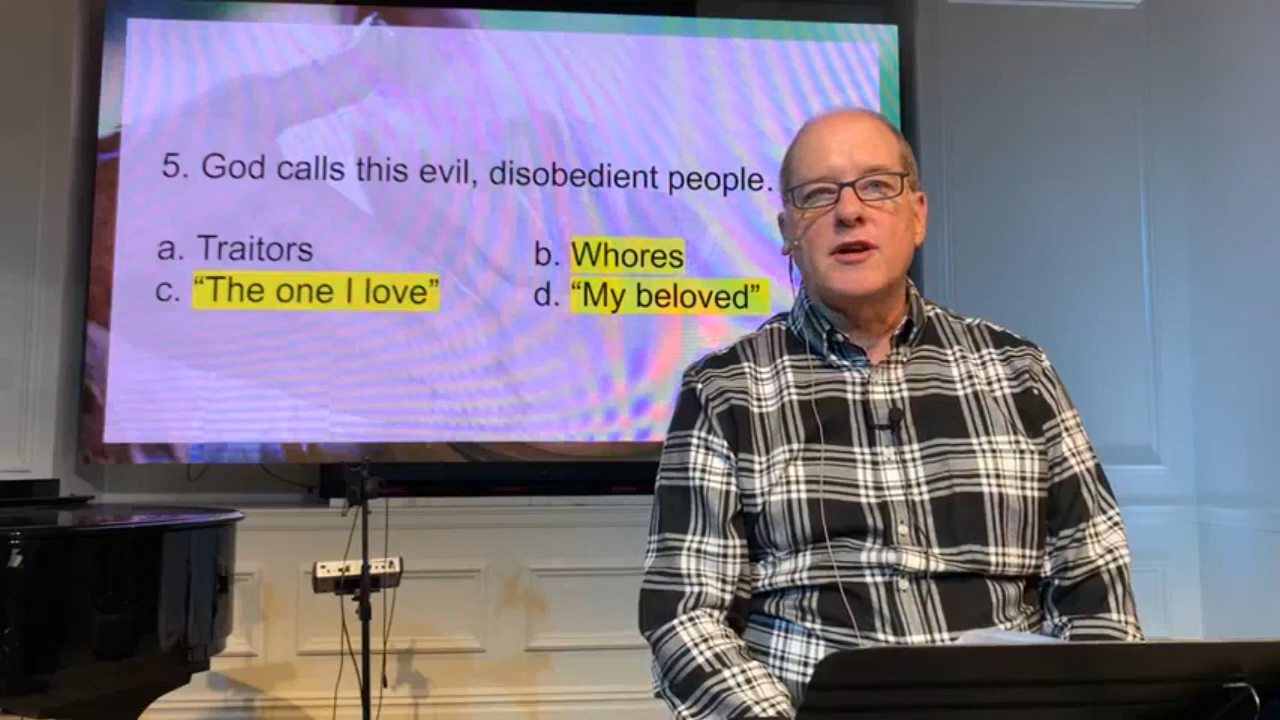 5. God calls this evil, disobedient people.
a. Traitors
b. Whores
c. “The one I love”
d. “My beloved”